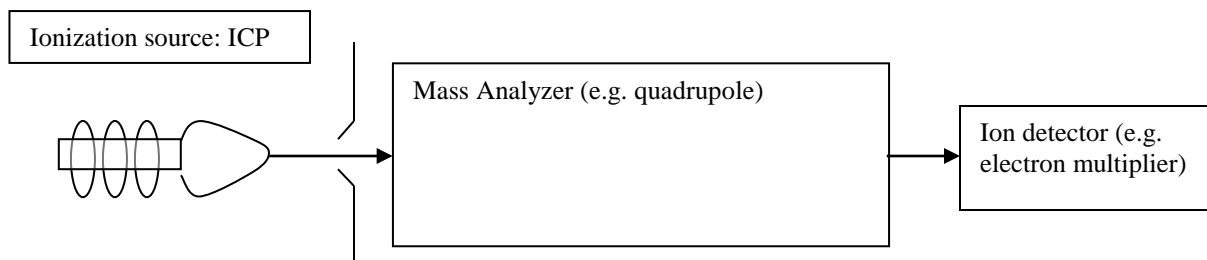 Ionization source: ICP
Mass Analyzer (e.g. quadrupole)
Ion detector (e.g.
electron multiplier)